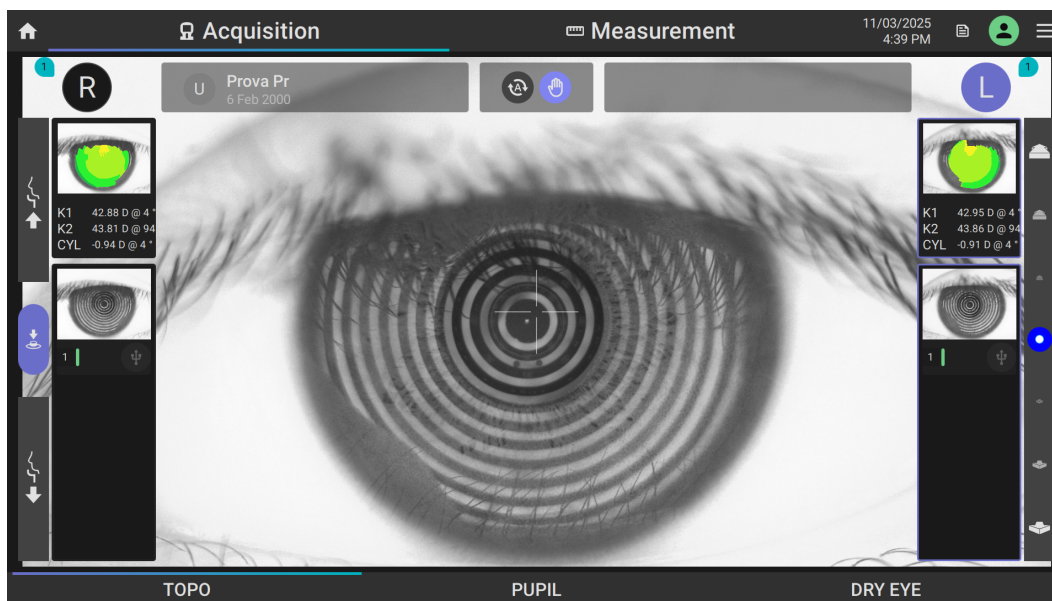 Acquisition
Measurement
11/03/2025
4:39 PM
1
R
U
Prova Pr
6 Feb 2000
A
L
1
K1 42.88 D @ 4 °
K2 43.81 D @ 94
CYL -0.94 D @ 4 °
1
K1 42.95 D @ 4 °
K2 43.86 D @ 94
CYL -0.91 D @ 4 °
1
TOPO
PUPIL
DRY EYE